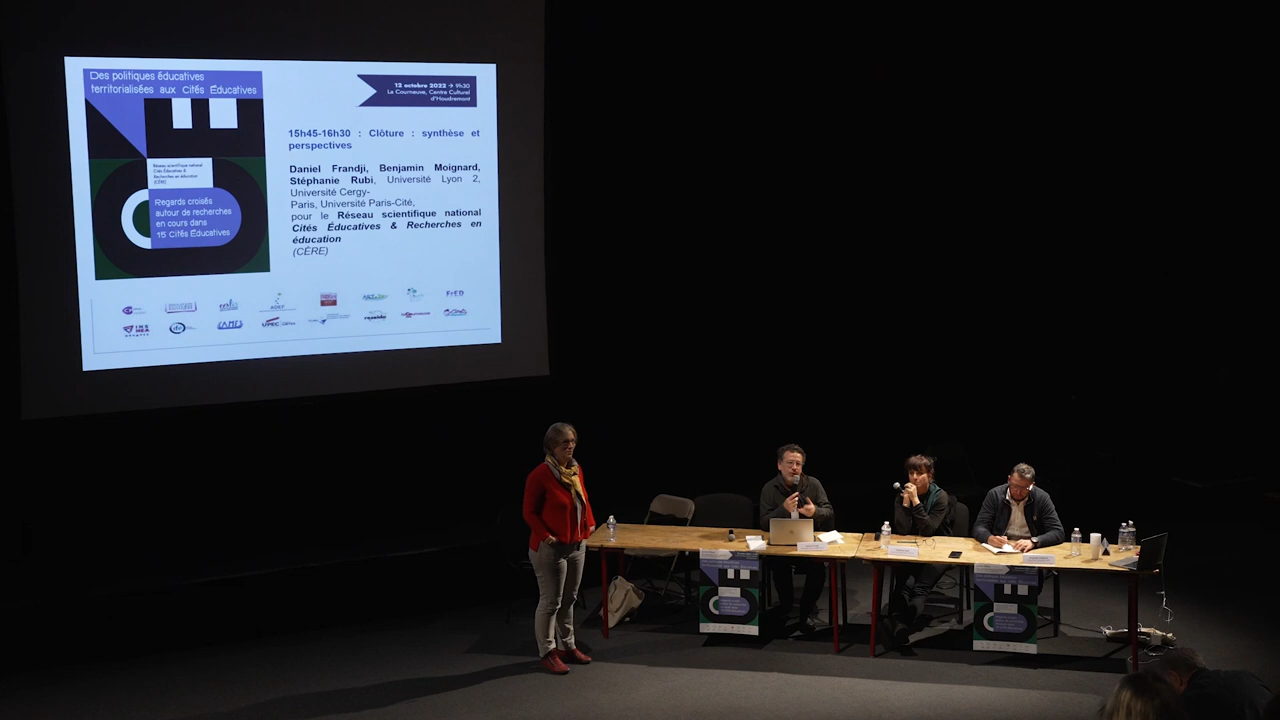 Des politiques éducatives
territorialisées aux Cités Éducatives
Réseau scientifique national
Cités Éducatives &
Recherches en éducation
(CÉRE)
Regards croisés
autour de recherches
en cours dans
15 Cités Éducatives
12 octobre 2022 → 9h30
La Courneuve, Centre Culturel
d'Houdremont
15h45-16h30 : Clôture : synthèse et
perspectives
Daniel Frandji, Benjamin Moignard,
Stéphanie Rubi, Université Lyon 2,
Université Cergy-
Paris, Université Paris-Cité,
pour le Réseau scientifique national
Cités Éducatives & Recherches en
éducation
(CÉRE)